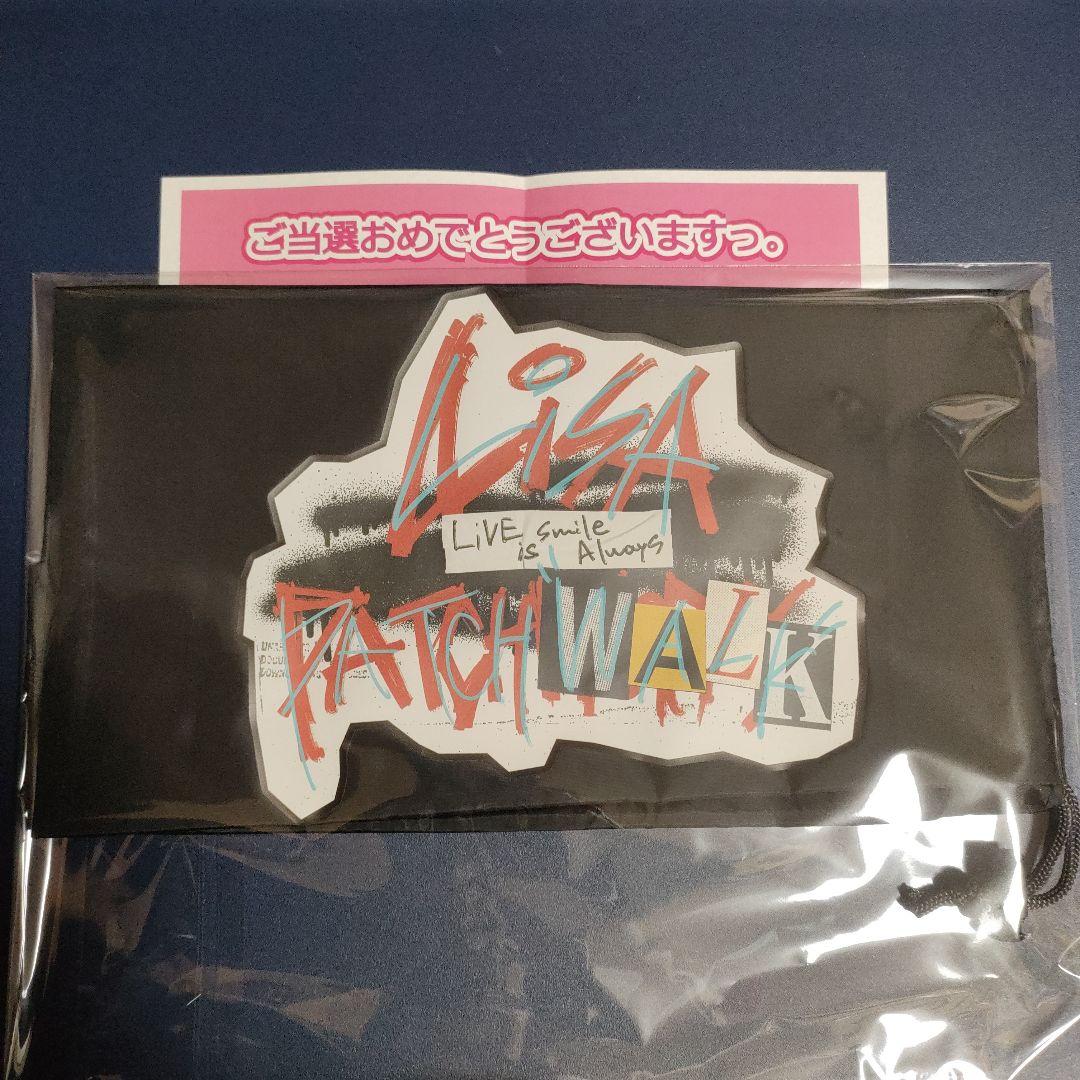 ご当選おめでとぅございますっ。
LiSA
LiVE smile
is Always
PATCH WALK